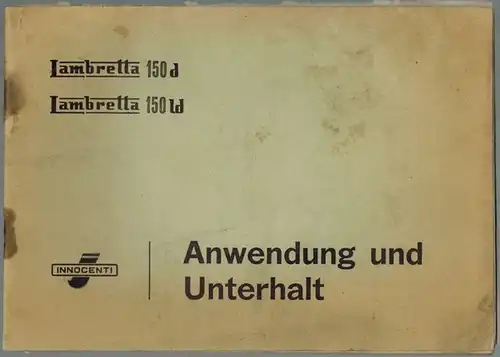 Lambretta 150 d
Lambretta 150 ld
INNOCENTI
Anwendung und
Unterhalt